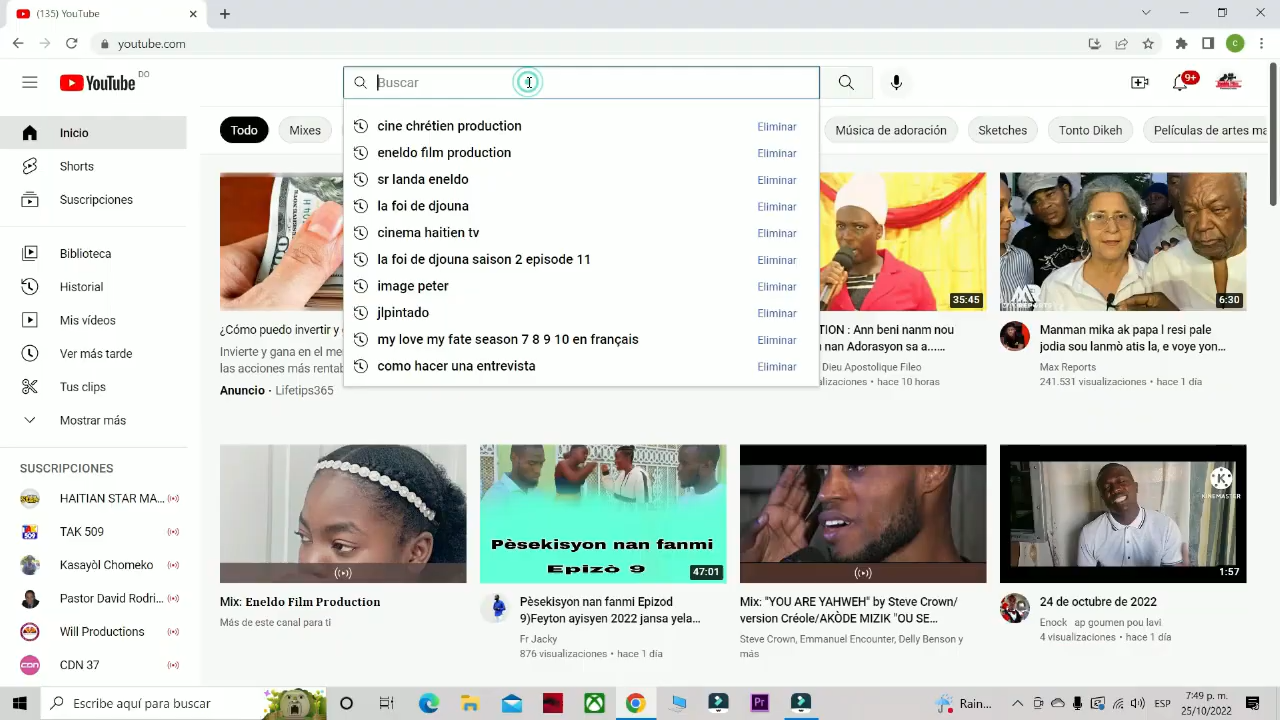 (135) YouTube
youtube.com
C
YouTube DO
Buscar
9+
Todo
Mixes
Música de adoración
Sketches
Tonto Dikeh
Películas de artes ma
cine chrétien production Eliminar
eneldo film production Eliminar
sr landa eneldo Eliminar
la foi de djouna Eliminar
cinema haitien tv Eliminar
la foi de djouna saison 2 episode 11 Eliminar
image peter Eliminar
jlpintado Eliminar
my love my fate season 7 8 9 10 en français Eliminar
como hacer una entrevista Eliminar
Inicio
Shorts
Suscripciones
Biblioteca
Historial
Mis vídeos
Ver más tarde
Tus clips
Mostrar más
SUSCRIPCIONES
HAITIAN STAR MA...
TAK 509
Kasayòl Chomeko
Pastor David Rodri...
Will Productions
CDN 37
¿Cómo puedo invertir y
Invierte y gana en el me
las acciones más rentab
Anuncio · Lifetips365
35:45
TION : Ann beni nanm nou
nan Adorasyon sa a...…
Dieu Apostolique Fileo
alizaciones • hace 10 horas
6:30
Manman mika ak papa l resi pale
jodia sou lanmò atis la, e voye yon…
Max Reports
241.531 visualizaciones • hace 1 día
Mix: Eneldo Film Production
Más de este canal para ti
Pèsekisyon nan fanmi
Epizò 9
47:01
Pèsekisyon nan fanmi Epizod
9)Feyton ayisyen 2022 jansa yela…
Fr Jacky
876 visualizaciones • hace 1 día
Mix: "YOU ARE YAHWEH" by Steve Crown/
version Créole/AKÒDE MIZIK "OU SE…
Steve Crown, Emmanuel Encounter, Delly Benson y
más
KINEMASTER
1:57
24 de octubre de 2022
Enock ap goumen pou lavi
4 visualizaciones • hace 1 día
Escribe aquí para buscar
Pr
Rain...
ESP
7:49 p. m.
25/10/2022